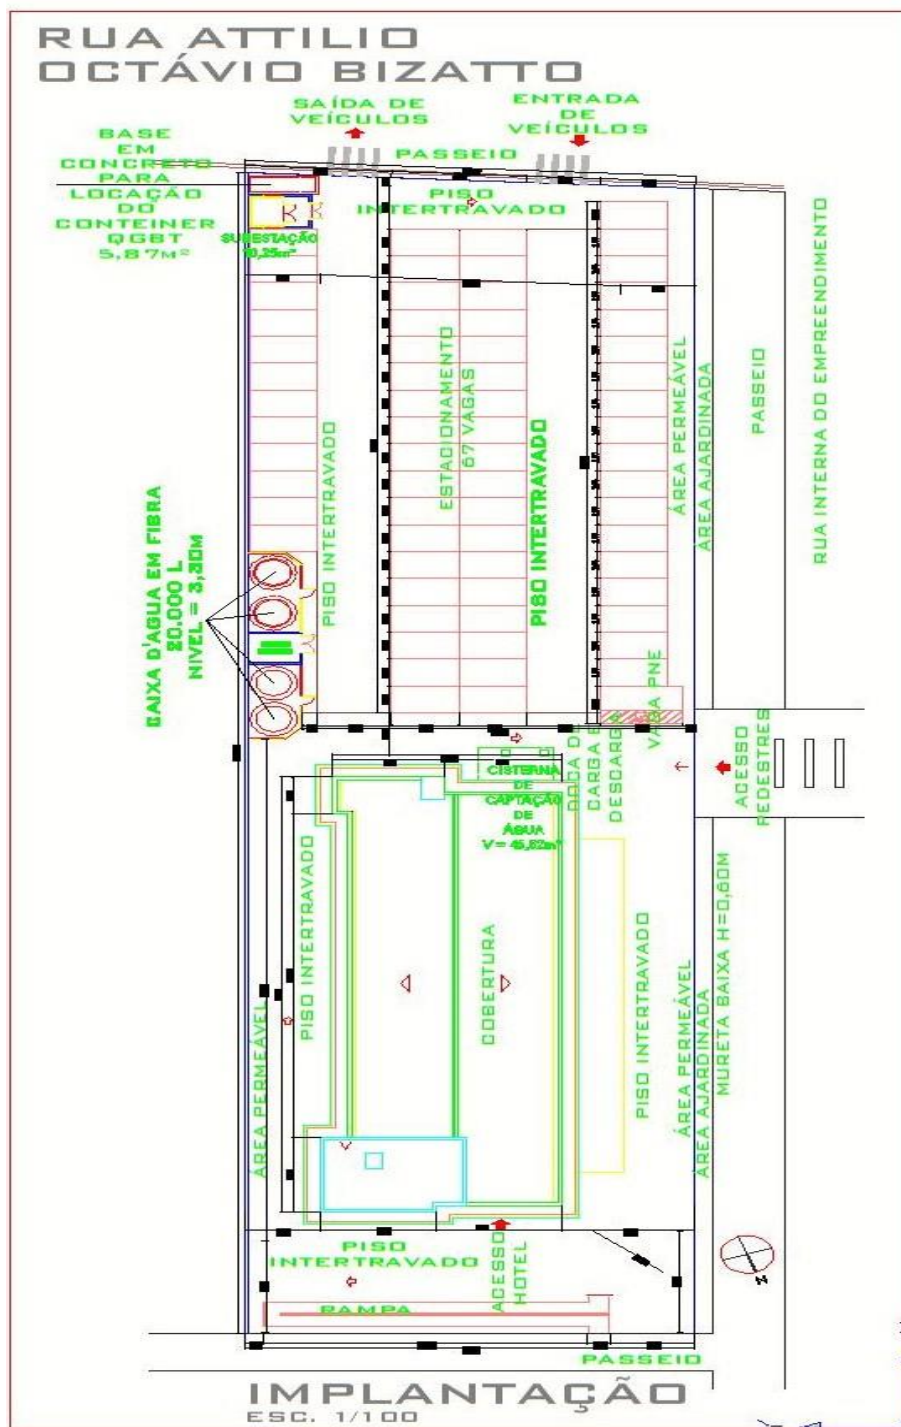 RUA ATTILIO
OCTÁVIO BIZATTO
SAÍDA DE
VEÍCULOS
ENTRADA
DE
VEÍCULOS
PASSEIO
BASE
EM
CONCRETO
PARA
LOCAÇÃO
DO
CONTEINER
QGBT
5,87M²
PISO
INTERTRAVADO
SUBESTAÇÃO
ESTACIONAMENTO
67 VAGAS
PISO INTERTRAVADO
PISO INTERTRAVADO
ÁREA PERMEÁVEL
ÁREA AJARDINADA
PASSEIO
RUA INTERNA DO EMPREENDIMENTO
CAIXA D'AGUA EM FIBRA
20.000 L
NIVEL = 3,30m
VAGA PNE
DOCA DE
CARGA E
DESCARGA
ACESSO
PEDESTRES
CISTERNA
DE
CAPTAÇÃO
DE
ÁGUA
PISO INTERTRAVADO
COBERTURA
PISO INTERTRAVADO
ÁREA PERMEÁVEL
ÁREA PERMEÁVEL
ÁREA AJARDINADA
MURETA BAIXA H=0,60M
PISO
INTERTRAVADO
ACESSO
HOTEL
N
RAMPA
PASSEIO
IMPLANTAÇÃO
ESC. 1/100